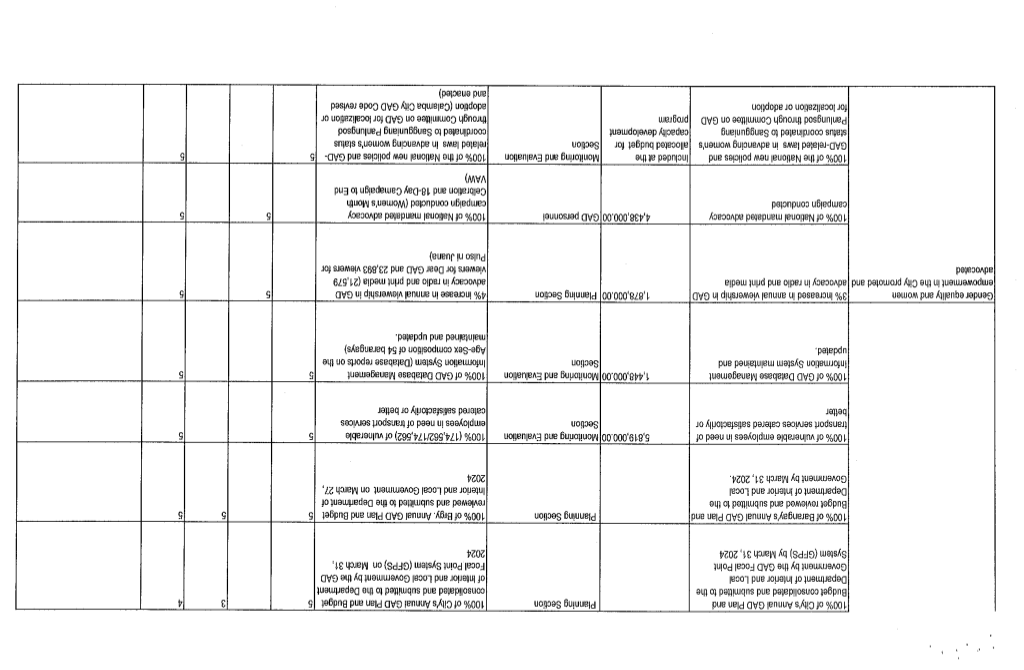 100% of City's Annual GAD Plan and
Budget consolidated and submitted to the
Department of Interior and Local
Government by the GAD Focal Point
System (GFPS) by March 31, 2024
Planning Section
100% of City's Annual GAD Plan and Budget
consolidated and submitted to the Department
of Interior and Local Government by the GAD
Focal Point System (GFPS) on March 31,
2024
5
3
4
100% of Barangay's Annual GAD Plan and
Budget reviewed and submitted to the
Department of Interior and Local
Government by March 31, 2024.
Planning Section
100% of Brgy. Annual GAD Plan and Budget
reviewed and submitted to the Department of
Interior and Local Government on March 27,
2024
5
5
5
100% of vulnerable employees in need of
transport services catered satisfactorily or
better
5,819,000.00
Monitoring and Evaluation
Section
100% (174,562/174,562) of vulnerable
employees in need of transport services
catered satisfactorily or better
5
5
100% of GAD Database Management
Information System maintained and
updated.
1,448,000.00
Monitoring and Evaluation
Section
100% of GAD Database Management
Information System (Database reports on the
Age-Sex composition of 54 barangays)
maintained and updated.
5
5
Gender equality and women
empowerment in the City promoted and
advocated
3% Increased in annual viewership in GAD
advocacy in radio and print media
1,878,000.00
Planning Section
4% increase in annual viewership in GAD
advocacy in radio and print media (21,579
viewers for Dear GAD and 23,893 viewers for
Pulso ni Juana)
5
5
100% of National mandated advocacy
campaign conducted
4,438,000.00
GAD personnel
100% of National mandated advocacy
campaign conducted (Women's Month
Celbration and 18-Day Camapaign to End
VAW)
5
5
100% of the National new policies and
GAD-related laws in advancing women's
status coordinated to Sangguniang
Panlungsod through Committee on GAD
for localization or adoption
Included at the
allocated budget for
capacity development
program
Monitoring and Evaluation
Section
100% of the National new policies and GAD-
related laws in advancing women's status
coordinated to Sangguniang Panlungsod
through Committee on GAD for localization or
adoption (Calamba City GAD Code revised
and enacted)
5
5